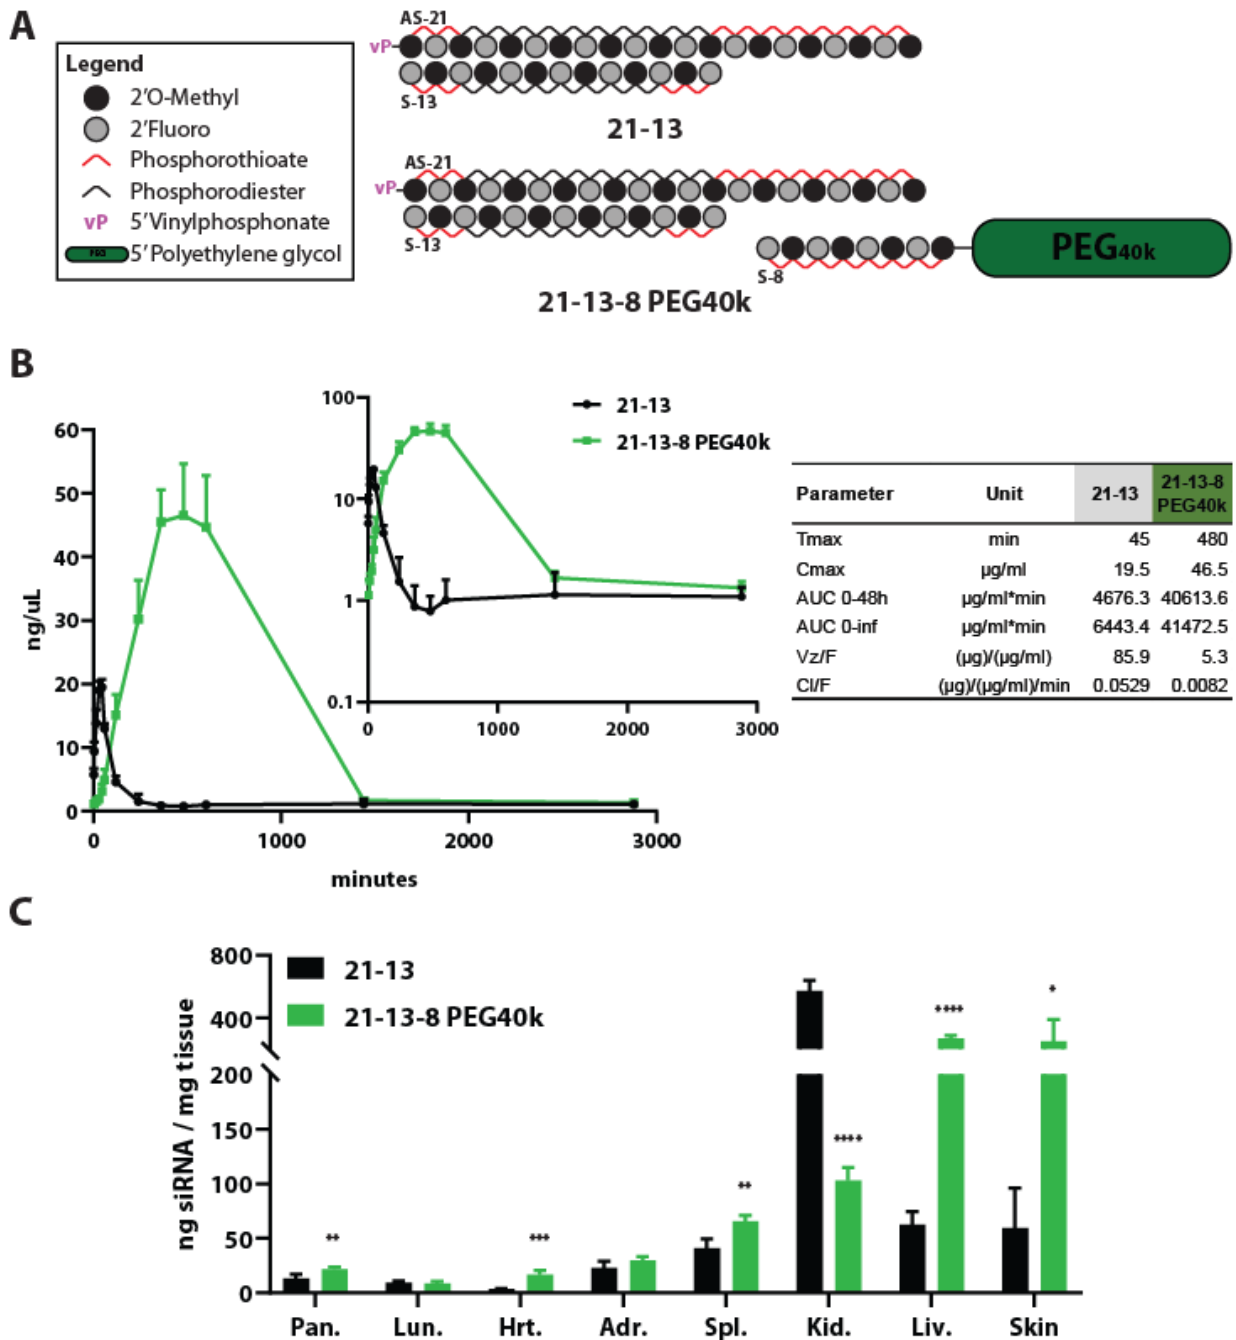 A
Legend
2'O-Methyl
2'Fluoro
Phosphorothioate
Phosphorodiester
vP 5'Vinylphosphonate
PEG 5'Polyethylene glycol
AS-21
vP
S-13
21-13
AS-21
vP
S-13
S-8
PEG40k
21-13-8 PEG40k
B
60
50
40
30
20
10
0
ng/uL
0 1000 2000 3000
minutes
100
10
1
0.1
0 1000 2000 3000
21-13
21-13-8 PEG40k
Parameter Unit 21-13 21-13-8 PEG40k
Tmax min 45 480
Cmax µg/ml 19.5 46.5
AUC 0-48h µg/ml*min 4676.3 40613.6
AUC 0-inf µg/ml*min 6443.4 41472.5
Vz/F (µg)/(µg/ml) 85.9 5.3
Cl/F (µg)/(µg/ml)/min 0.0529 0.0082
C
800
400
200
150
100
50
0
ng siRNA / mg tissue
21-13
21-13-8 PEG40k
** *** ** **** **** *
Pan. Lun. Hrt. Adr. Spl. Kid. Liv. Skin